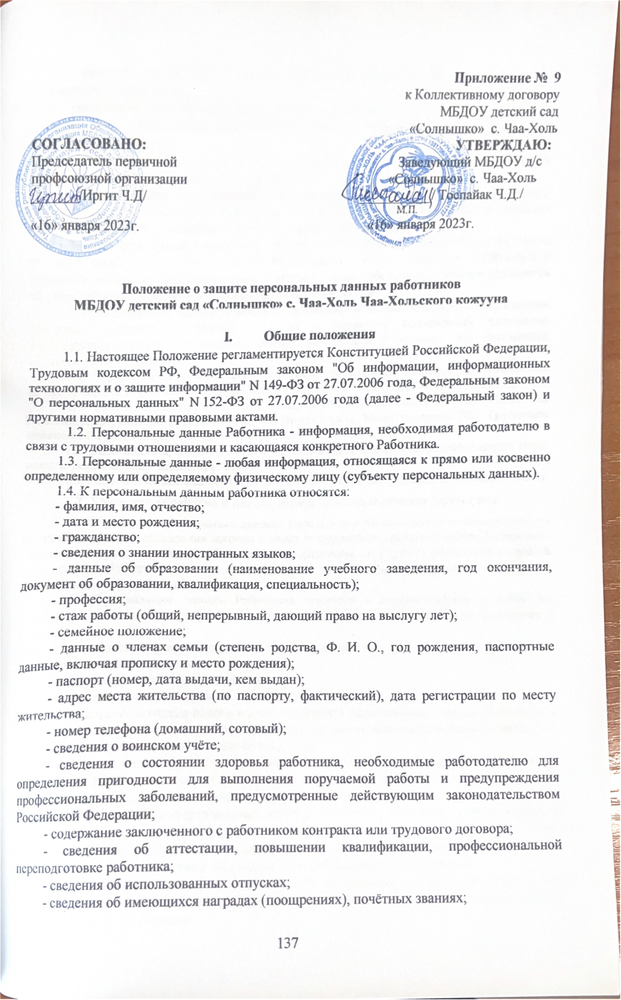 Приложение № 9
к Коллективному договору
МБДОУ детский сад
«Солнышко» с. Чаа-Холь
СОГЛАСОВАНО:
Председатель первичной
профсоюзной организации
Иргит Ч.Д/
«16» января 2023г.
УТВЕРЖДАЮ:
Заведующий МБДОУ д/с
«Солнышко» с. Чаа-Холь
/ Тоспайак Ч.Д./
М.П.
«16» января 2023г.
Положение о защите персональных данных работников
МБДОУ детский сад «Солнышко» с. Чаа-Холь Чаа-Хольского кожууна
I. Общие положения
1.1. Настоящее Положение регламентируется Конституцией Российской Федерации,
Трудовым кодексом РФ, Федеральным законом "Об информации, информационных
технологиях и о защите информации" N 149-ФЗ от 27.07.2006 года, Федеральным законом
"О персональных данных" N 152-ФЗ от 27.07.2006 года (далее - Федеральный закон) и
другими нормативными правовыми актами.
1.2. Персональные данные Работника - информация, необходимая работодателю в
связи с трудовыми отношениями и касающаяся конкретного Работника.
1.3. Персональные данные - любая информация, относящаяся к прямо или косвенно
определенному или определяемому физическому лицу (субъекту персональных данных).
1.4. К персональным данным работника относятся:
- фамилия, имя, отчество;
- дата и место рождения;
- гражданство;
- сведения о знании иностранных языков;
- данные об образовании (наименование учебного заведения, год окончания,
документ об образовании, квалификация, специальность);
- профессия;
- стаж работы (общий, непрерывный, дающий право на выслугу лет);
- семейное положение;
- данные о членах семьи (степень родства, Ф. И. О., год рождения, паспортные
данные, включая прописку и место рождения);
- паспорт (номер, дата выдачи, кем выдан);
- адрес места жительства (по паспорту, фактический), дата регистрации по месту
жительства;
- номер телефона (домашний, сотовый);
- сведения о воинском учёте;
- сведения о состоянии здоровья работника, необходимые работодателю для
определения пригодности для выполнения поручаемой работы и предупреждения
профессиональных заболеваний, предусмотренные действующим законодательством
Российской Федерации;
- содержание заключенного с работником контракта или трудового договора;
- сведения об аттестации, повышении квалификации, профессиональной
переподготовке работника;
- сведения об использованных отпусках;
- сведения об имеющихся наградах (поощрениях), почётных званиях;
137